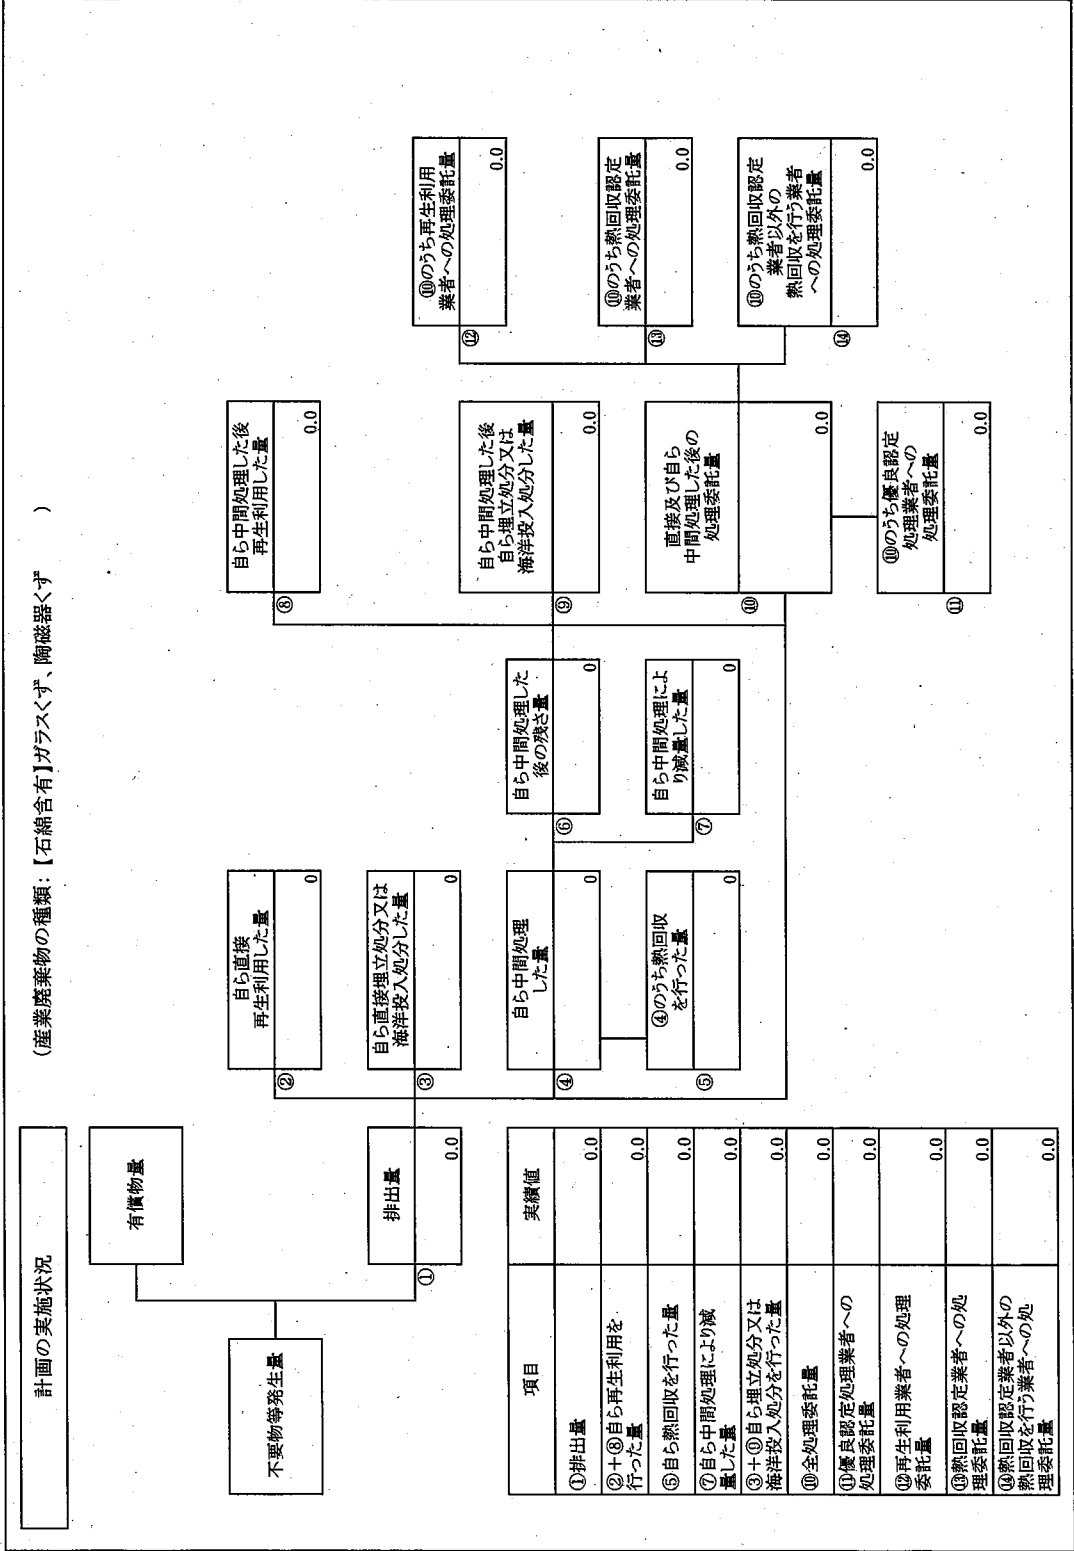 計画の実施状況
（産業廃棄物の種類：【石綿含有】ガラスくず、陶磁器くず ）
不要物等発生量
有償物量
①
排出量
0.0
②
自ら直接
再生利用した量
0
③
自ら直接埋立処分又は
海洋投入処分した量
0
④
自ら中間処理
した量
0
⑤
④のうち熱回収
を行った量
0
⑥
自ら中間処理した
後の残さ量
0
⑦
自ら中間処理によ
り減量した量
0
⑧
自ら中間処理した後
再生利用した量
0.0
⑨
自ら中間処理した後
自ら埋立処分又は
海洋投入処分した量
0.0
⑩
直接及び自ら
中間処理した後の
処理委託量
0.0
⑪
⑩のうち優良認定
処理業者への
処理委託量
0.0
⑫
⑩のうち再生利用
業者への処理委託量
0.0
⑬
⑩のうち熱回収認定
業者への処理委託量
0.0
⑭
⑩のうち熱回収認定
業者以外の
熱回収を行う業者
への処理委託量
0.0
項目 実績値
①排出量 0.0
②＋⑧自ら再生利用を
行った量 0.0
⑤自ら熱回収を行った量 0.0
⑦自ら中間処理により減
量した量 0.0
③＋⑨自ら埋立処分又は
海洋投入処分を行った量 0.0
⑩全処理委託量 0.0
⑪優良認定処理業者への
処理委託量 0.0
⑫再生利用業者への処理
委託量 0.0
⑬熱回収認定業者への処
理委託量 0.0
⑭熱回収認定業者以外の
熱回収を行う業者への処
理委託量 0.0